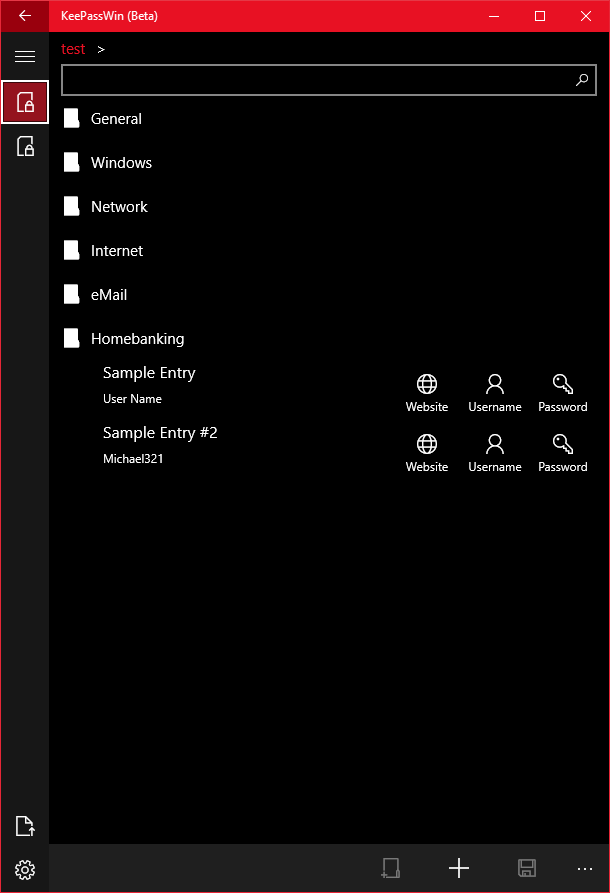 KeePassWin (Beta)
test >
General
Windows
Network
Internet
eMail
Homebanking
Sample Entry
User Name
Website Username Password
Sample Entry #2
Michael321
Website Username Password